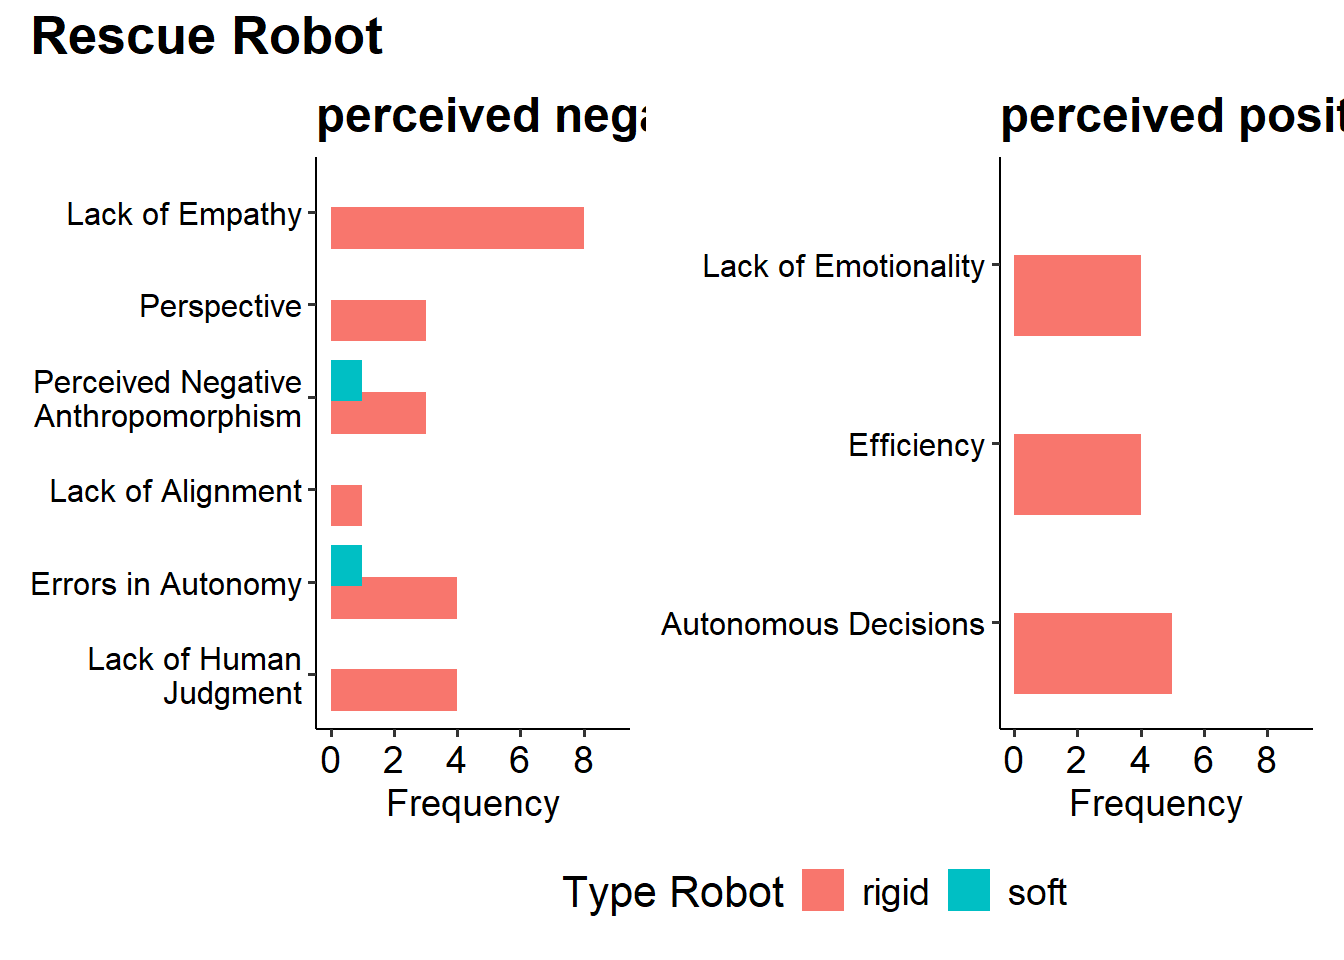 Rescue Robot
perceived nega
Lack of Empathy
Perspective
Perceived Negative
Anthropomorphism
Lack of Alignment
Errors in Autonomy
Lack of Human
Judgment
0 2 4 6 8
Frequency
perceived posit
Lack of Emotionality
Efficiency
Autonomous Decisions
0 2 4 6 8
Frequency
Type Robot rigid soft